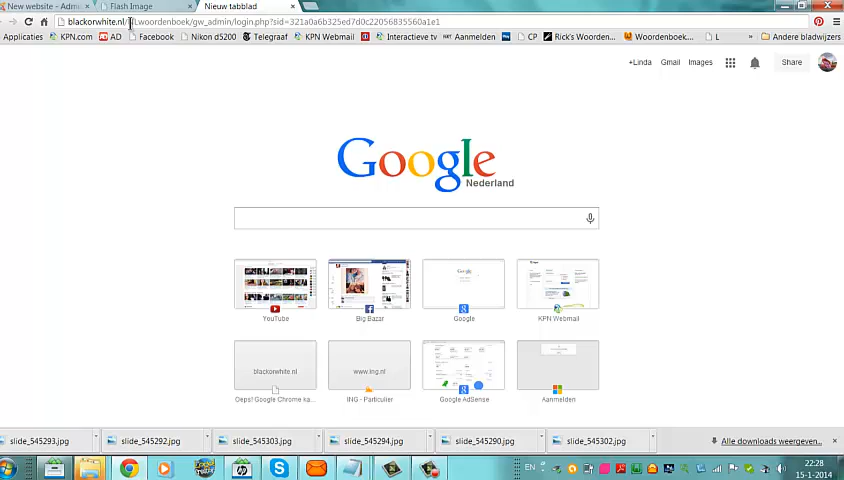 New website - Admi
Flash Image
Nieuw tabblad
blackorwhite.nl/ftwoordenboek/gw_admin/login.php?sid=321a0a6b325ed7d0c22056835560a1e1
Applicaties
KPN.com
AD
Facebook
Nikon d5200
Telegraaf
KPN Webmail
Interactieve tv
Aanmelden
CP
Rick's Woorden...
Woordenboek....
L
»
Andere bladwijzers
+Linda
Gmail
Images
Share
Google
Nederland
YouTube
Big Bazar
Google
KPN Webmail
blackorwhite.nl
www.ing.nl
Oeps! Google Chrome ka...
ING - Particulier
Google AdSense
Aanmelden
slide_545293.jpg
slide_545292.jpg
slide_545303.jpg
slide_545294.jpg
slide_545290.jpg
slide_545302.jpg
Alle downloads weergeven...
EN
22:28
15-1-2014